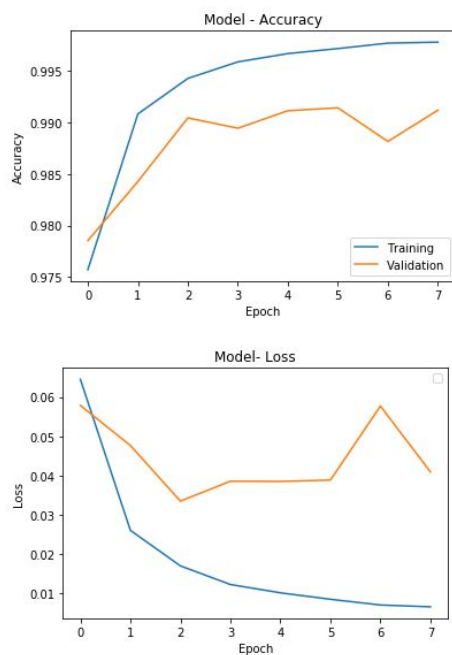 Model - Accuracy
0.995
0.990
0.985
0.980
0.975
Accuracy
Training
Validation
0 1 2 3 4 5 6 7
Epoch
Model- Loss
0.06
0.05
0.04
0.03
0.02
0.01
Loss
0 1 2 3 4 5 6 7
Epoch